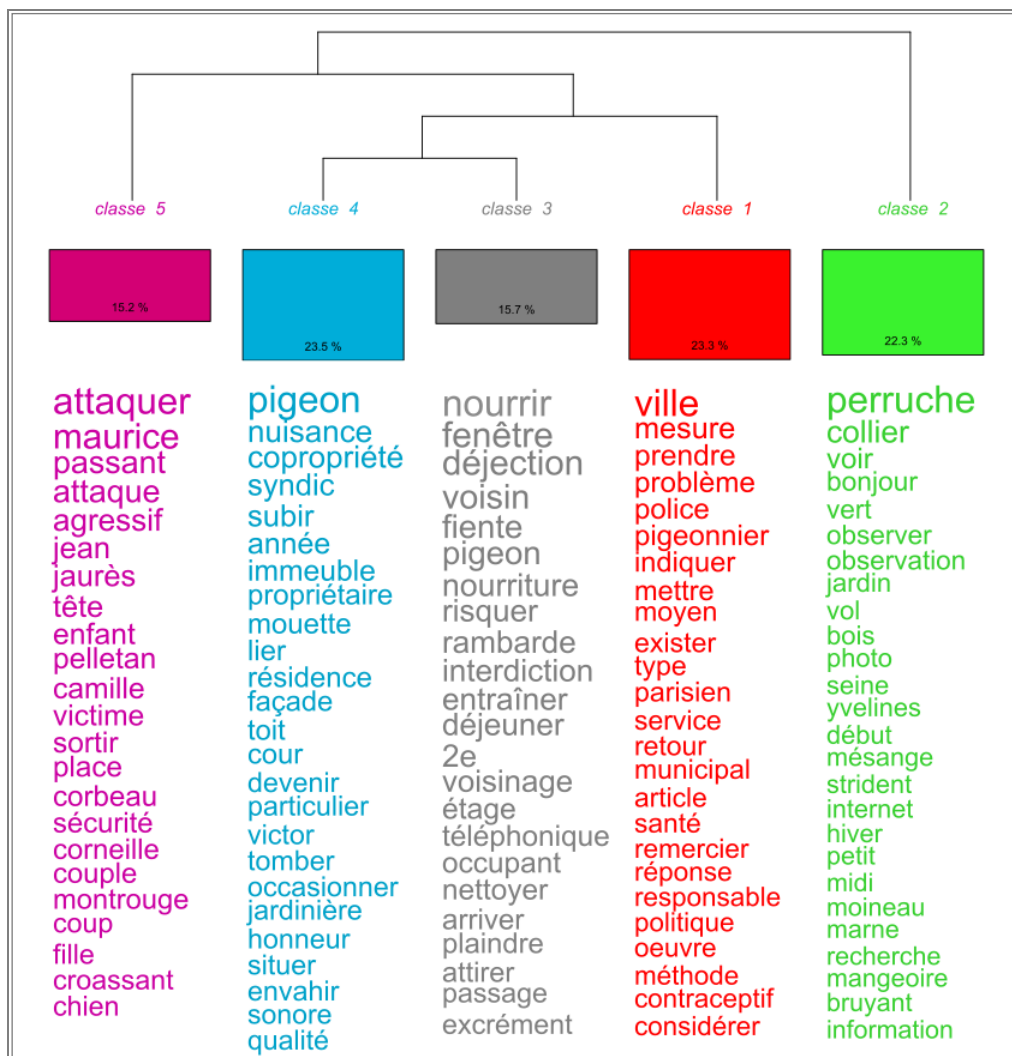 classe 5
classe 4
classe 3
classe 1
classe 2
15.2 %
23.5 %
15.7 %
23.3 %
22.3 %
attaquer
maurice
passant
attaque
agressif
jean
jaurès
tête
enfant
pelletan
camille
victime
sortir
place
corbeau
sécurité
corneille
couple
montrouge
coup
fille
croassant
chien
pigeon
nuisance
copropriété
syndic
subir
année
immeuble
propriétaire
mouette
lier
résidence
façade
toit
cour
devenir
particulier
victor
tomber
occasionner
jardinière
honneur
situer
envahir
sonore
qualité
nourrir
fenêtre
déjection
voisin
fiente
pigeon
nourriture
risquer
rambarde
interdiction
entraîner
déjeuner
2e
voisinage
étage
téléphonique
occupant
nettoyer
arriver
plaindre
attirer
passage
excrément
ville
mesure
prendre
problème
police
pigeonnier
indiquer
mettre
moyen
exister
type
parisien
service
retour
municipal
article
santé
remercier
réponse
responsable
politique
oeuvre
méthode
contraceptif
considérer
perruche
collier
voir
bonjour
vert
observer
observation
jardin
vol
bois
photo
seine
yvelines
début
mésange
strident
internet
hiver
petit
midi
moineau
marne
recherche
mangeoire
bruyant
information